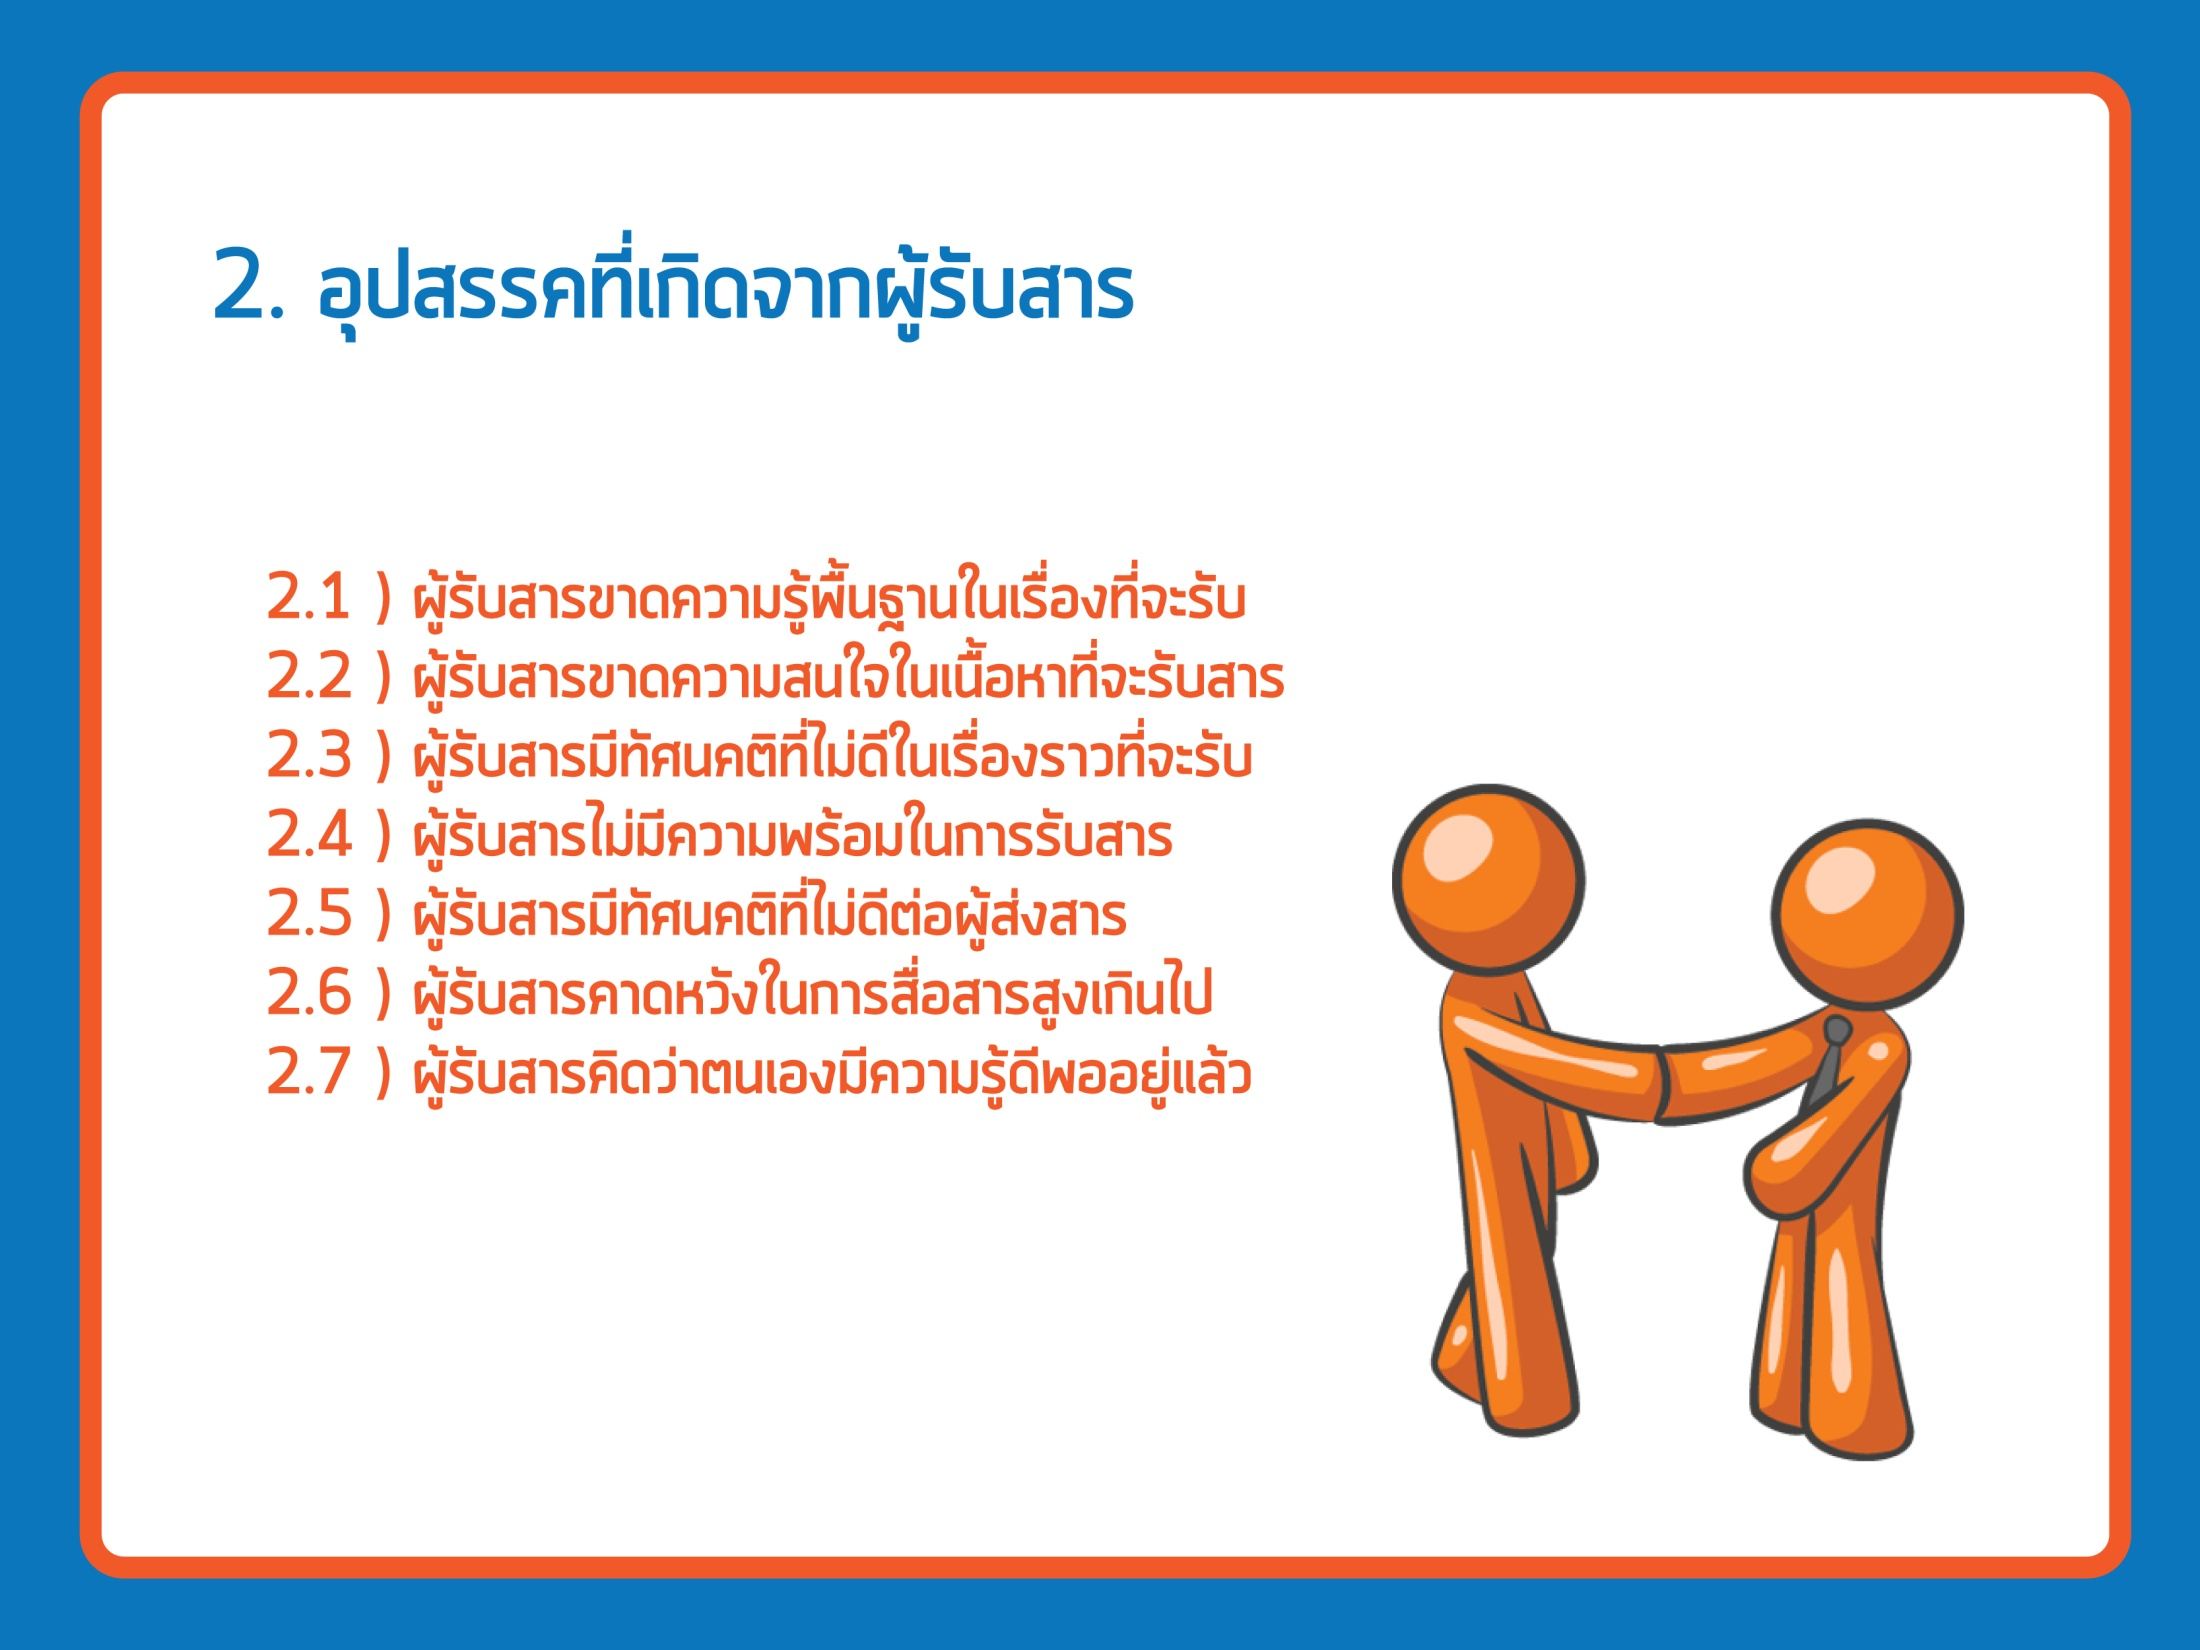 2. อุปสรรคที่เกิดจากผู้รับสาร
2.1 ) ผู้รับสารขาดความรู้พื้นฐานในเรื่องที่จะรับ
2.2 ) ผู้รับสารขาดความสนใจในเนื้อหาที่จะรับสาร
2.3 ) ผู้รับสารมีทัศนคติที่ไม่ดีในเรื่องราวที่จะรับ
2.4 ) ผู้รับสารไม่มีความพร้อมในการรับสาร
2.5 ) ผู้รับสารมีทัศนคติที่ไม่ดีต่อผู้ส่งสาร
2.6 ) ผู้รับสารคาดหวังในการสื่อสารสูงเกินไป
2.7 ) ผู้รับสารคิดว่าตนเองมีความรู้ดีพออยู่แล้ว